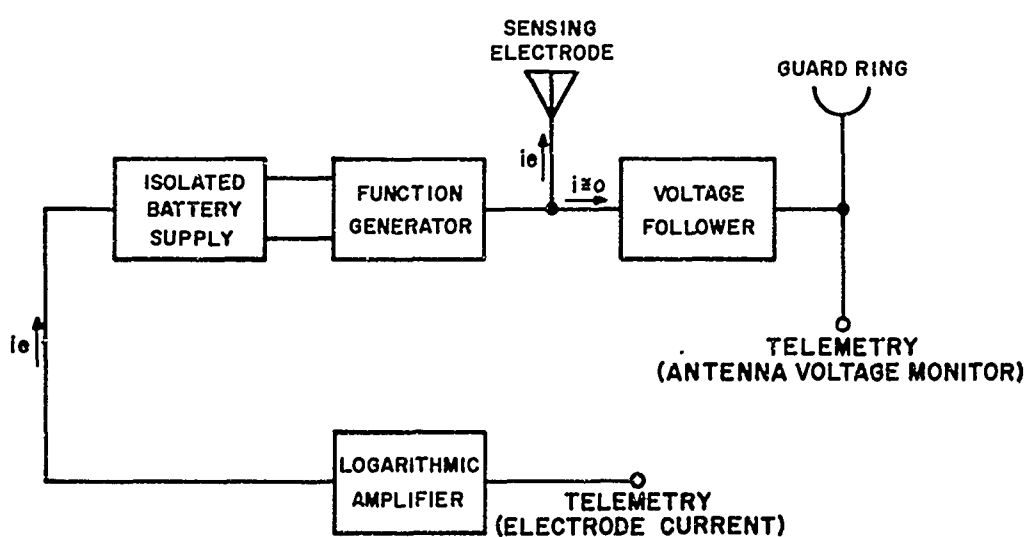 SENSING
ELECTRODE
GUARD RING
ie
i≅o
ISOLATED
BATTERY
SUPPLY
FUNCTION
GENERATOR
VOLTAGE
FOLLOWER
ie
TELEMETRY
(ANTENNA VOLTAGE MONITOR)
LOGARITHMIC
AMPLIFIER
TELEMETRY
(ELECTRODE CURRENT)